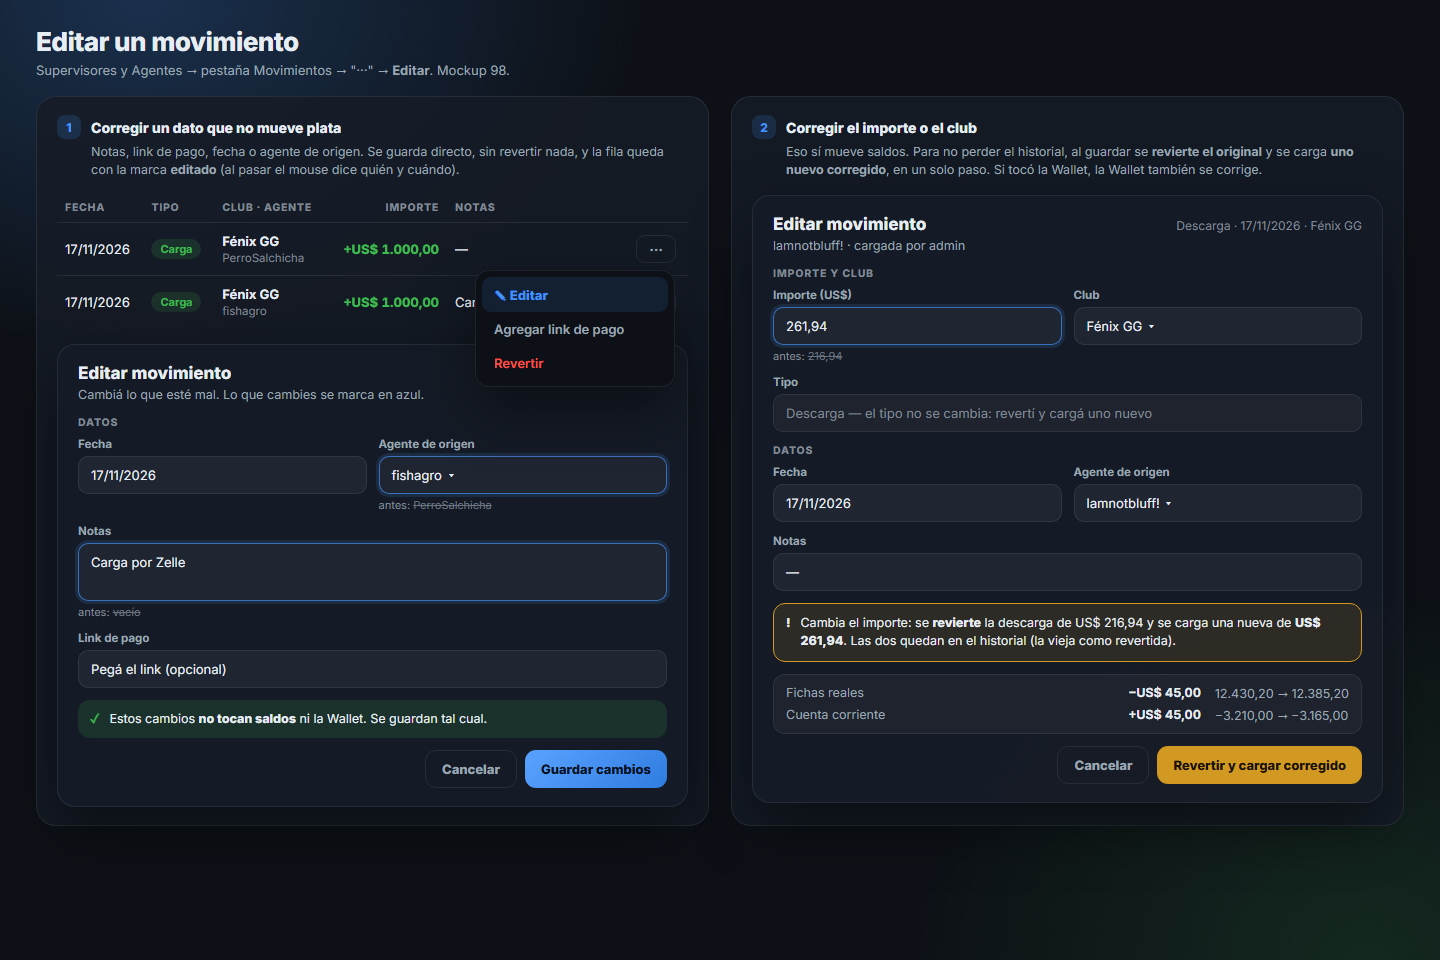 Editar un movimiento
Supervisores y Agentes → pestaña Movimientos → "···" → Editar. Mockup 98.
1 Corregir un dato que no mueve plata
Notas, link de pago, fecha o agente de origen. Se guarda directo, sin revertir nada, y la fila queda
con la marca editado (al pasar el mouse dice quién y cuándo).
FECHA TIPO CLUB · AGENTE IMPORTE NOTAS
17/11/2026 Carga Fénix GG +US$ 1.000,00 — ···
PerroSalchicha
17/11/2026 Carga Fénix GG +US$ 1.000,00 Car
fishagro
Editar
Agregar link de pago
Revertir
Editar movimiento
Cambiá lo que esté mal. Lo que cambies se marca en azul.
DATOS
Fecha Agente de origen
17/11/2026 fishagro
antes: PerroSalchicha
Notas
Carga por Zelle
antes: vacío
Link de pago
Pegá el link (opcional)
✓ Estos cambios no tocan saldos ni la Wallet. Se guardan tal cual.
Cancelar Guardar cambios
2 Corregir el importe o el club
Eso sí mueve saldos. Para no perder el historial, al guardar se revierte el original y se carga uno
nuevo corregido, en un solo paso. Si tocó la Wallet, la Wallet también se corrige.
Editar movimiento Descarga · 17/11/2026 · Fénix GG
Iamnotbluff! · cargada por admin
IMPORTE Y CLUB
Importe (US$) Club
261,94 Fénix GG
antes: 216,94
Tipo
Descarga — el tipo no se cambia: revertí y cargá uno nuevo
DATOS
Fecha Agente de origen
17/11/2026 Iamnotbluff!
Notas
—
! Cambia el importe: se revierte la descarga de US$ 216,94 y se carga una nueva de US$
261,94. Las dos quedan en el historial (la vieja como revertida).
Fichas reales −US$ 45,00 12.430,20 → 12.385,20
Cuenta corriente +US$ 45,00 −3.210,00 → −3.165,00
Cancelar Revertir y cargar corregido